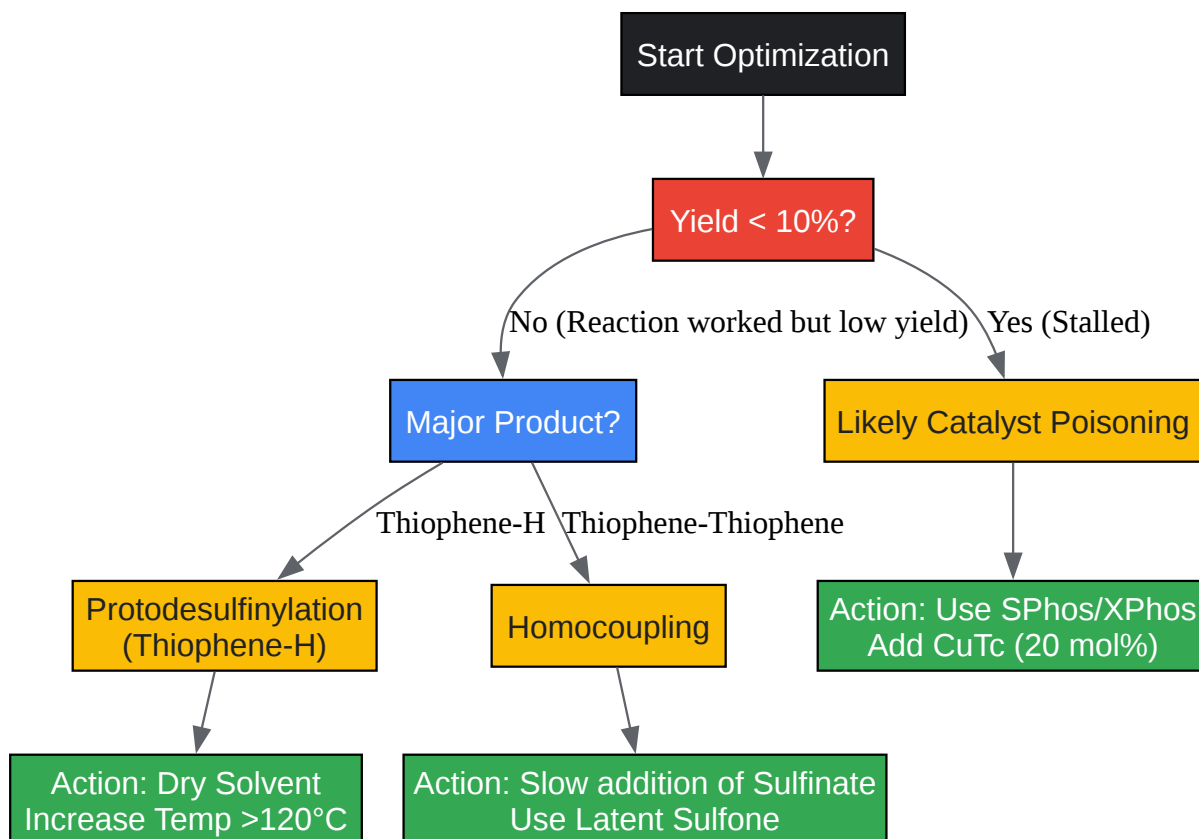 Start Optimization
Yield < 10%?
No (Reaction worked but low yield)
Yes (Stalled)
Major Product?
Likely Catalyst Poisoning
Thiophene-H
Thiophene-Thiophene
Protodesulfinylation
(Thiophene-H)
Homocoupling
Action: Use SPhos/XPhos
Add CuTc (20 mol%)
Action: Dry Solvent
Increase Temp >120°C
Action: Slow addition of Sulfinate
Use Latent Sulfone